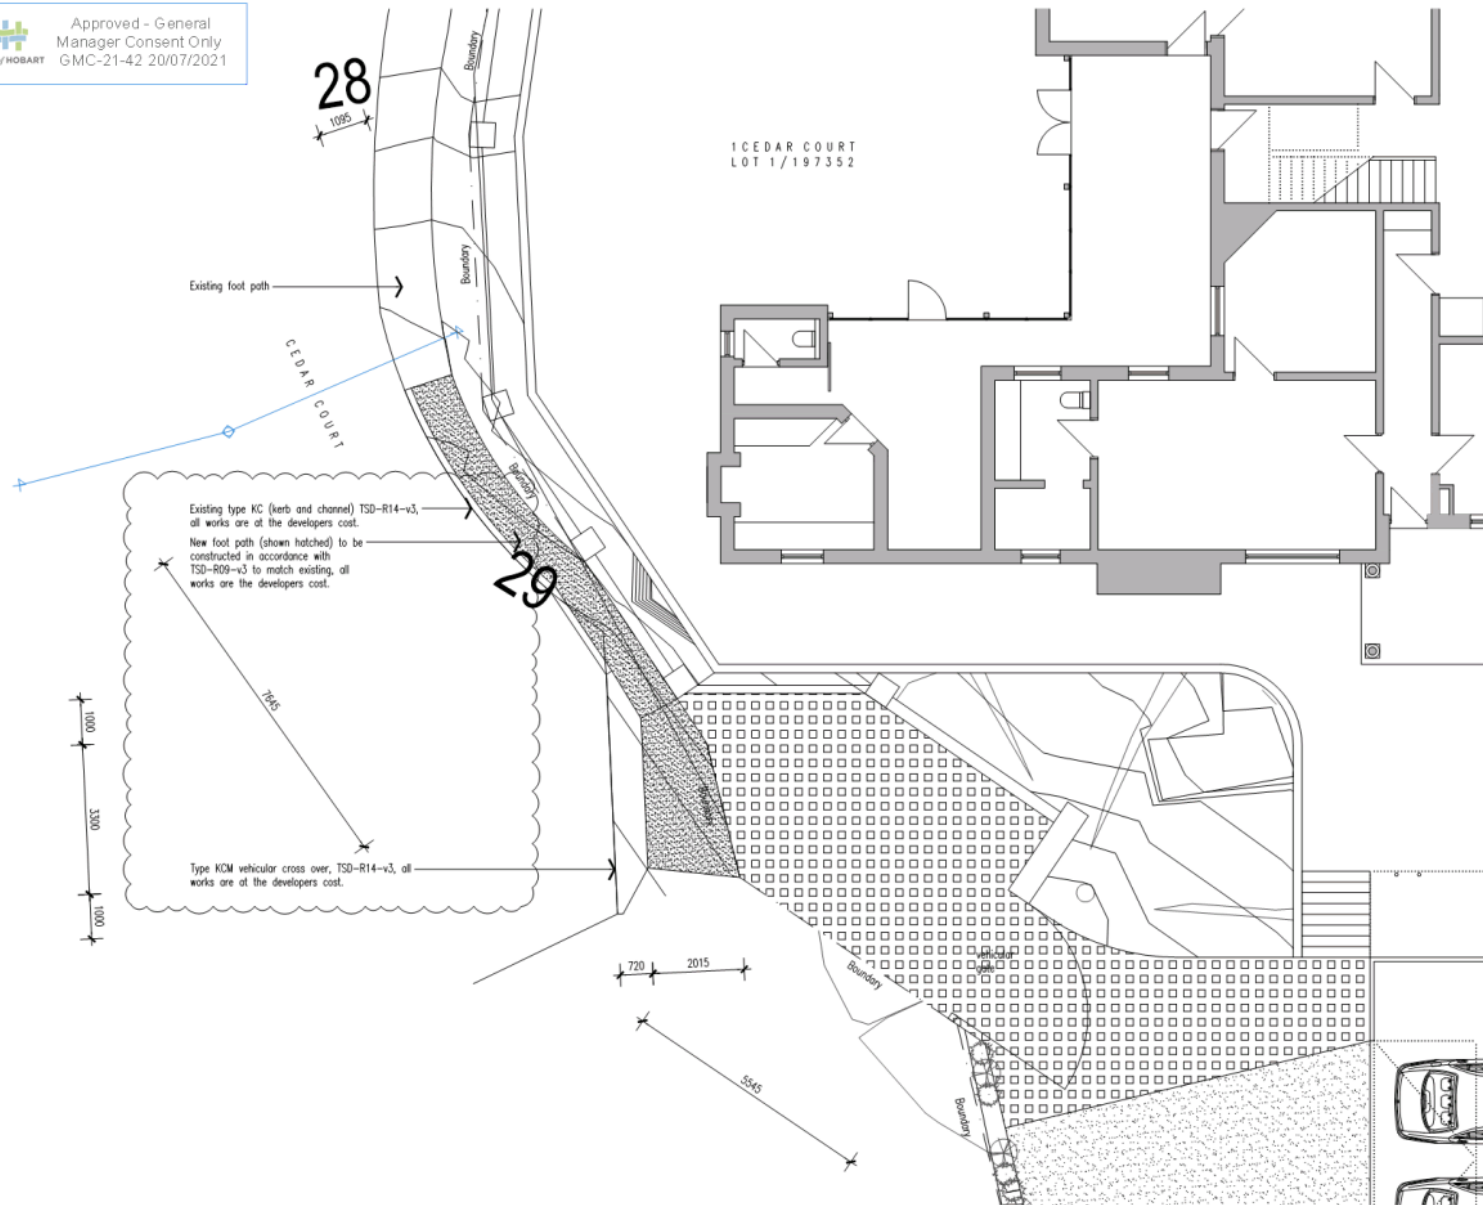 Approved - General
Manager Consent Only
GMC-21-42 20/07/2021
HOBART
28
1095
Boundary
1 CEDAR COURT
LOT 1/197352
Boundary
Existing foot path
CEDAR COURT
Boundary
Existing type KC (kerb and channel) TSD-R14-v3,
all works are at the developers cost.
New foot path (shown hatched) to be
constructed in accordance with
TSD-R09-v3 to match existing, all
works are the developers cost.
29
7645
1000
3300
1000
Boundary
Type KCM vehicular cross over, TSD-R14-v3, all
works are at the developers cost.
720
2015
Boundary
vehicular
gate
5545
Boundary